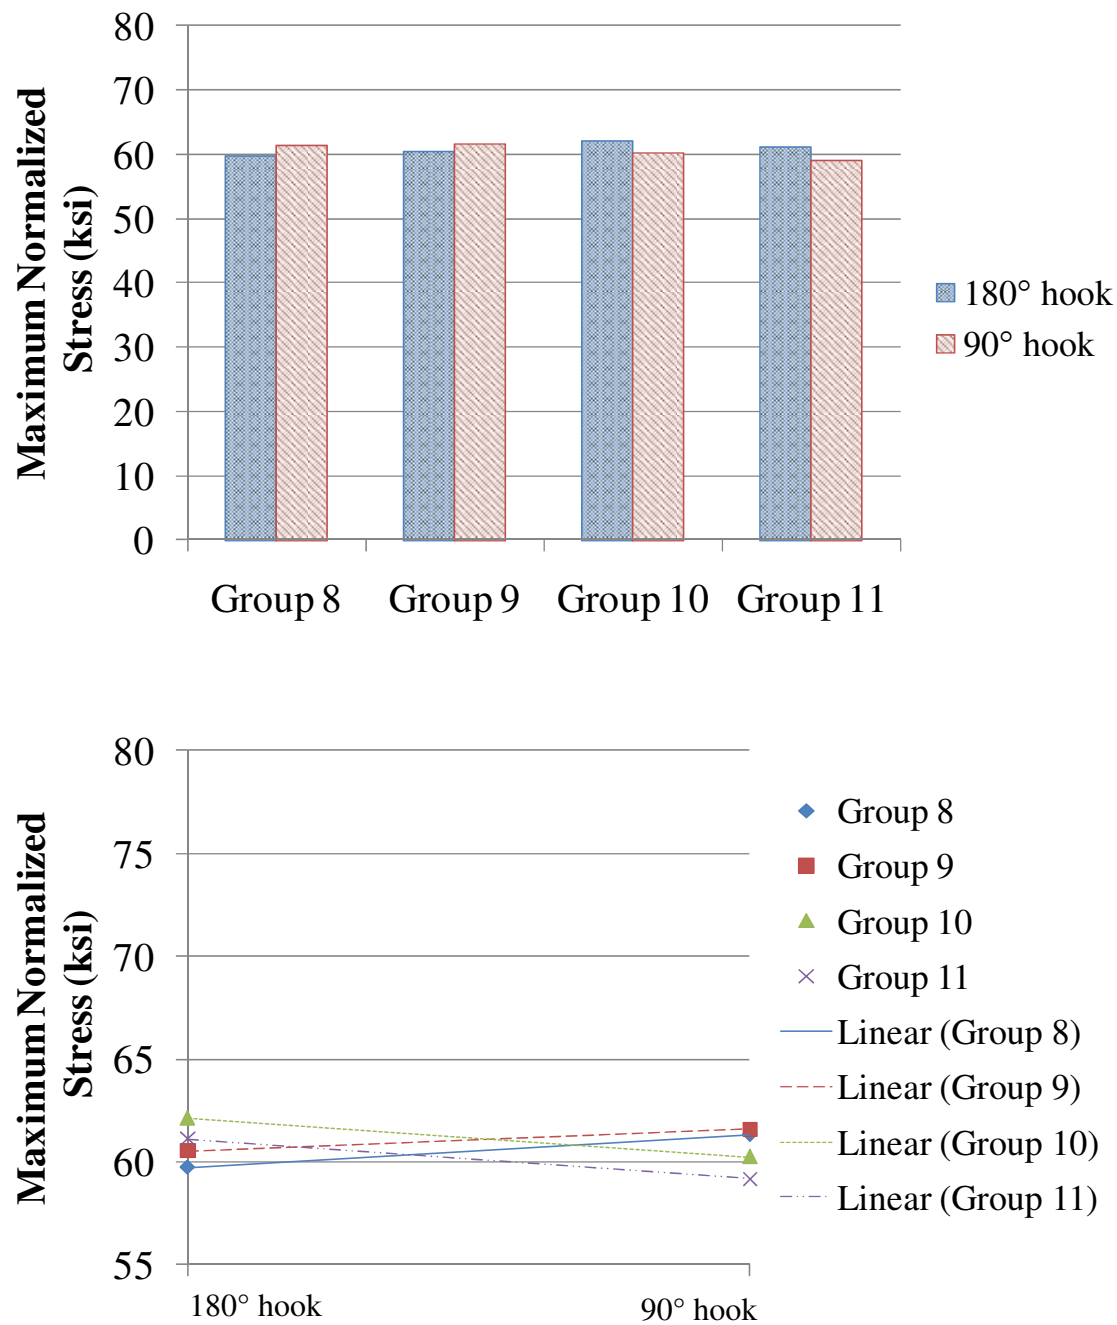 80
70
60
50
40
30
20
10
0
Maximum Normalized
Stress (ksi)
Group 8
Group 9
Group 10
Group 11
180° hook
90° hook
80
75
70
65
60
55
Maximum Normalized
Stress (ksi)
180° hook
90° hook
Group 8
Group 9
Group 10
Group 11
Linear (Group 8)
Linear (Group 9)
Linear (Group 10)
Linear (Group 11)